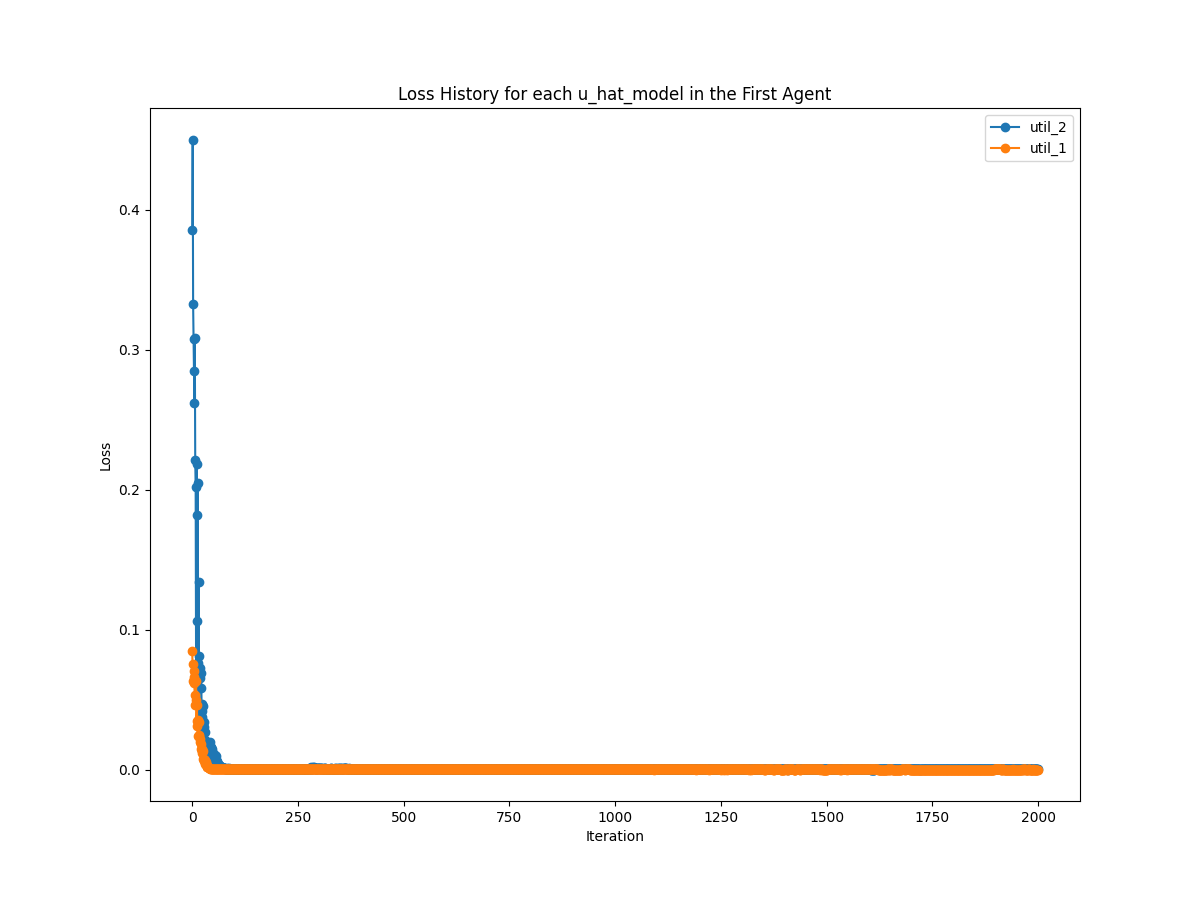 Loss History for each u_hat_model in the First Agent
util_2
util_1
0.4
0.3
0.2
0.1
0.0
Loss
0 250 500 750 1000 1250 1500 1750 2000
Iteration